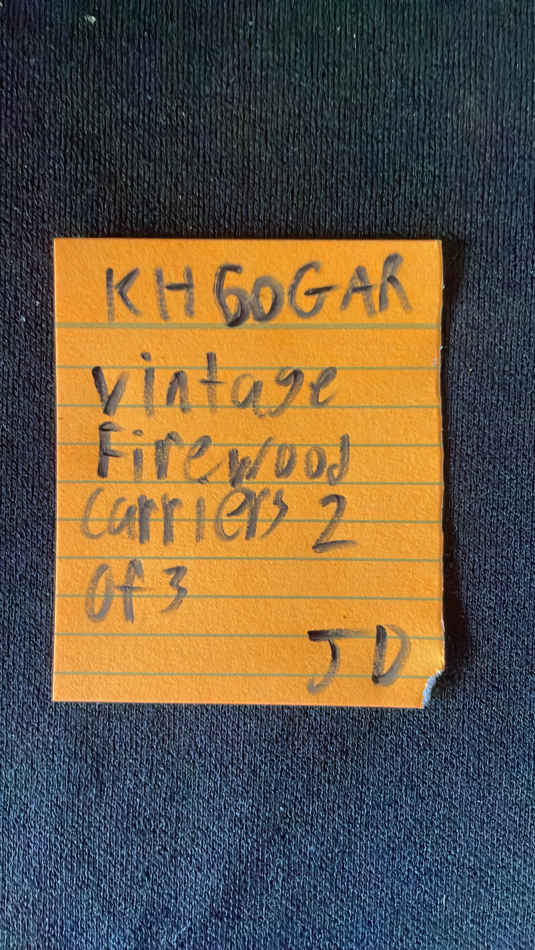 KH60GAR
vintage
Firewood
carriers 2
of 3
JD